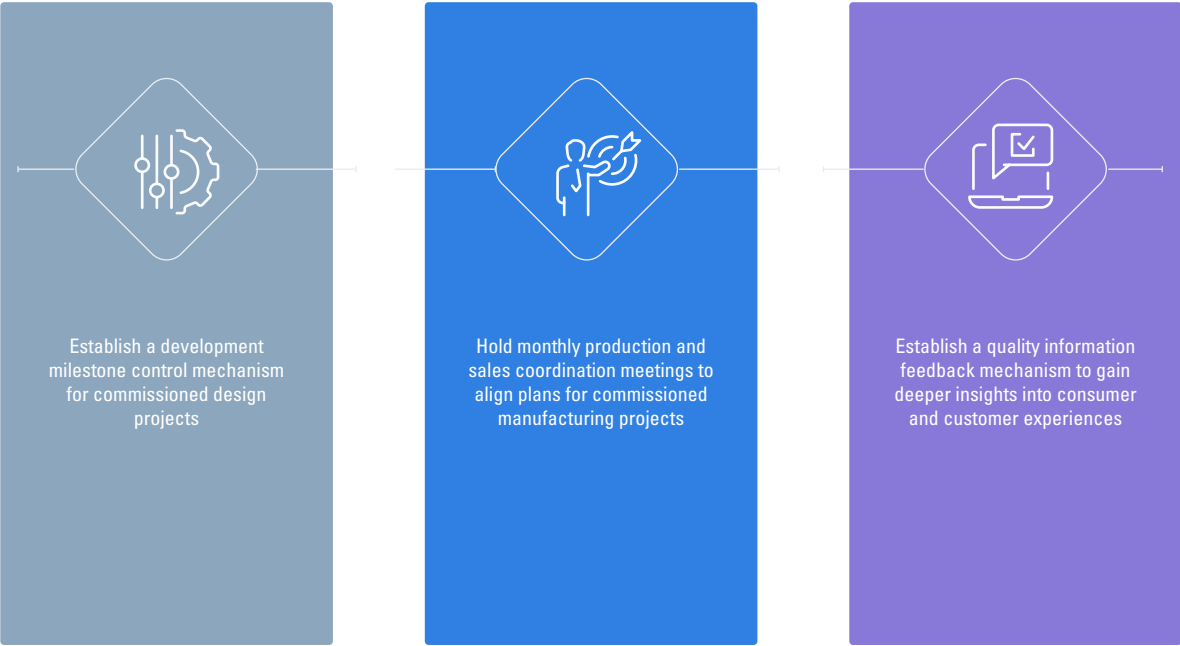 Establish a development
milestone control mechanism
for commissioned design
projects
Hold monthly production and
sales coordination meetings to
align plans for commissioned
manufacturing projects
Establish a quality information
feedback mechanism to gain
deeper insights into consumer
and customer experiences